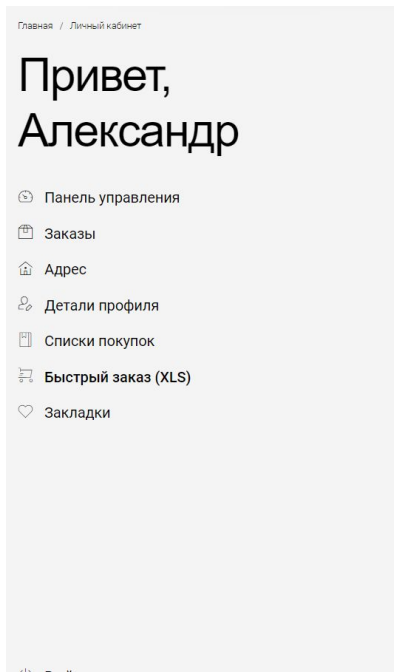 Главная / Личный кабинет
Привет,
Александр
Панель управления
Заказы
Адрес
Детали профиля
Списки покупок
Быстрый заказ (XLS)
Закладки